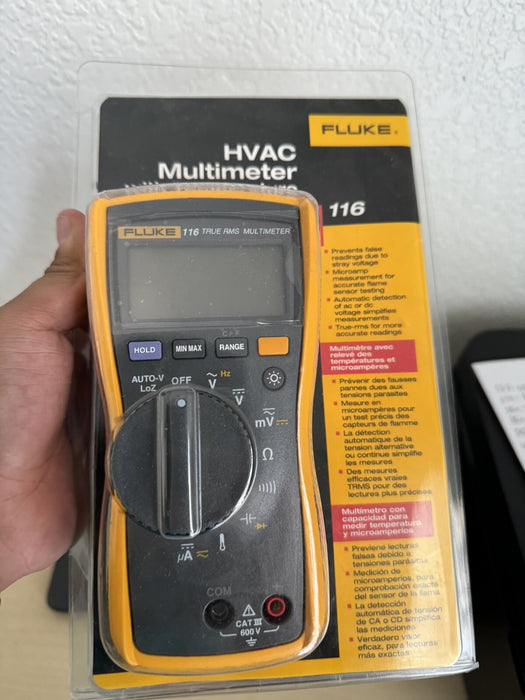 FLUKE®
HVAC
Multimeter
116
FLUKE 116 TRUE RMS MULTIMETER
CAT
HOLD
MIN MAX
RANGE
AUTO-V
LoZ
OFF
V Hz
V
mV
Ω
µA
COM
+
CAT III
600 V
Prevents false
readings due to
stray voltage
Microamp
measurement for
accurate flame
sensor testing
Automatic detection
of ac or dc
voltage simplifies
measurements
True-rms for more
accurate readings
Multimètre avec
relevé des
températures et
microampères
Prévenir des fausses
pannes dues aux
tensions parasites
Mesure en
microampères pour
un test précis des
capteurs de flamme
La détection
automatique de la
tension alternative
ou continue simplifie
les mesures
Des mesures
efficaces vraies
TRMS pour des
lectures plus précises
Multímetro con
capacidad para
medir temperatura
y microamperios
Previene lecturas
falsas debido a
tensiones parásitas
Medición de
microamperios, para
comprobación exacta
del sensor de la llama
La detección
automática de tensión
de CA o CD simplifica
las mediciones
Verdadero valor
eficaz, para lecturas
más exactas